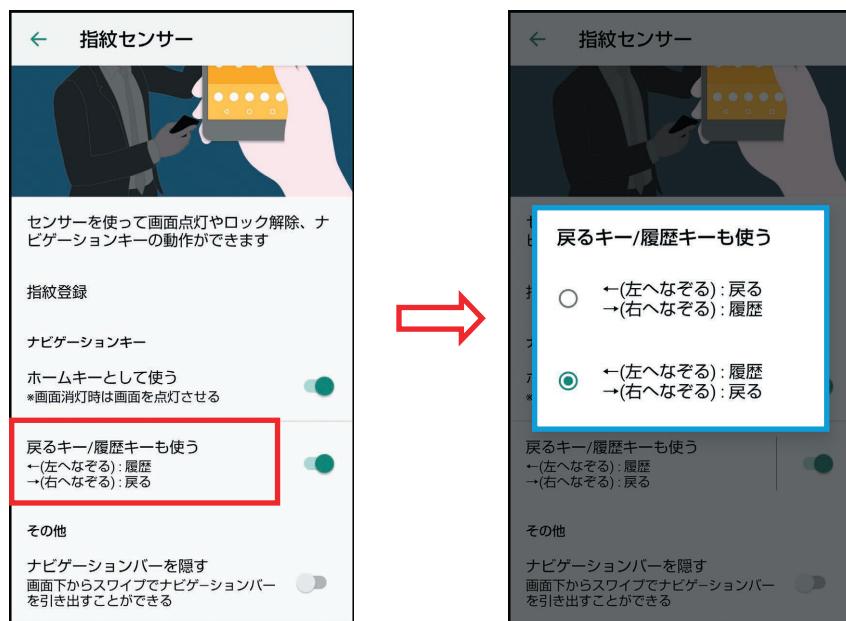 ← 指紋センサー
センサーを使って画面点灯やロック解除、ナ
ビゲーションキーの動作ができます
指紋登録
ナビゲーションキー
ホームキーとして使う
※画面消灯時は画面を点灯させる
戻るキー/履歴キーも使う
←(左へなぞる) : 履歴
→(右へなぞる) : 戻る
その他
ナビゲーションバーを隠す
画面下からスワイプでナビゲーションバー
を引き出すことができる
← 指紋センサー
戻るキー/履歴キーも使う
←(左へなぞる) : 戻る
→(右へなぞる) : 履歴
←(左へなぞる) : 履歴
→(右へなぞる) : 戻る
戻るキー/履歴キーも使う
←(左へなぞる) : 履歴
→(右へなぞる) : 戻る
その他
ナビゲーションバーを隠す
画面下からスワイプでナビゲーションバー
を引き出すことができる